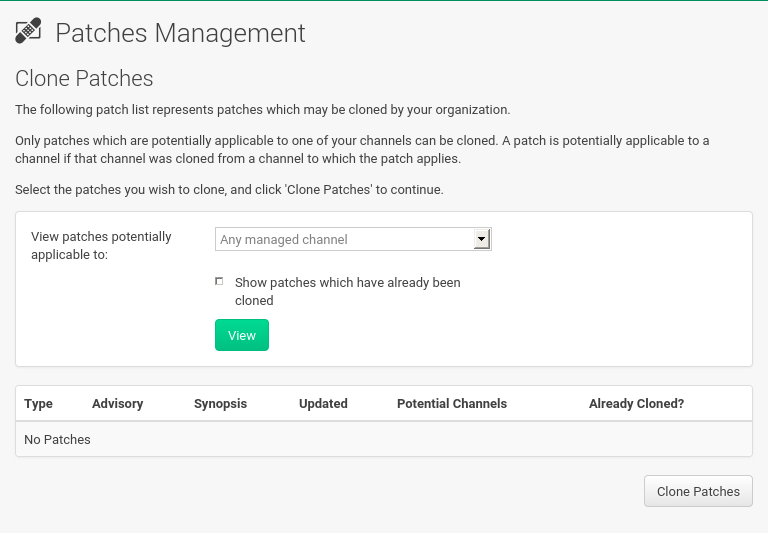 Patches Management
Clone Patches
The following patch list represents patches which may be cloned by your organization.
Only patches which are potentially applicable to one of your channels can be cloned. A patch is potentially applicable to a
channel if that channel was cloned from a channel to which the patch applies.
Select the patches you wish to clone, and click 'Clone Patches' to continue.
View patches potentially
applicable to:
Any managed channel
Show patches which have already been
cloned
View
Type Advisory Synopsis Updated Potential Channels Already Cloned?
No Patches
Clone Patches